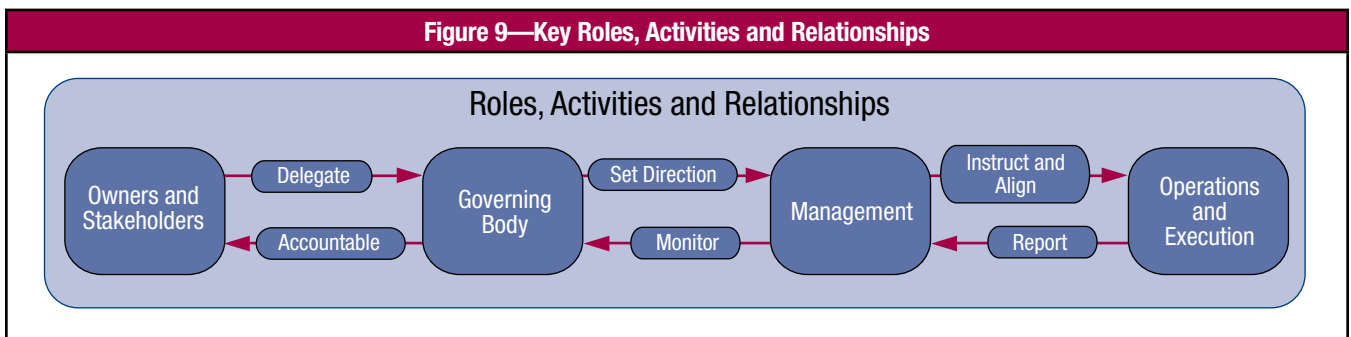 Figure 9—Key Roles, Activities and Relationships
Roles, Activities and Relationships
Owners and
Stakeholders
Delegate
Accountable
Governing
Body
Set Direction
Monitor
Management
Instruct and
Align
Report
Operations
and
Execution